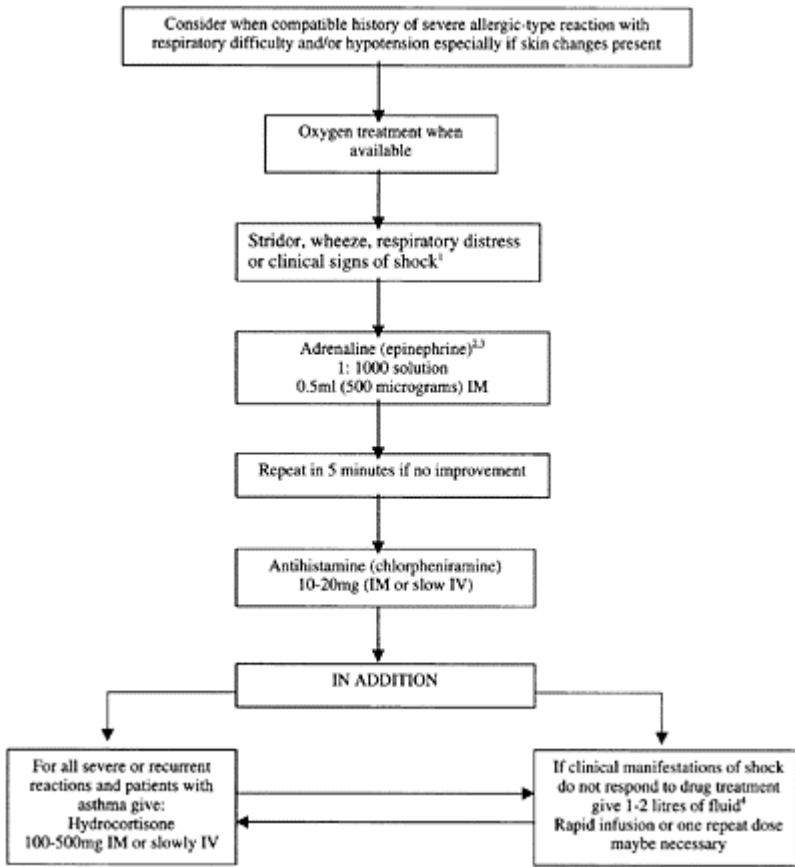 Consider when compatible history of severe allergic-type reaction with
respiratory difficulty and/or hypotension especially if skin changes present
Oxygen treatment when
available
Stridor, wheeze, respiratory distress
or clinical signs of shock¹
Adrenaline (epinephrine)²,³
1: 1000 solution
0.5ml (500 micrograms) IM
Repeat in 5 minutes if no improvement
Antihistamine (chlorpheniramine)
10-20mg (IM or slow IV)
IN ADDITION
For all severe or recurrent
reactions and patients with
asthma give:
Hydrocortisone
100-500mg IM or slowly IV
If clinical manifestations of shock
do not respond to drug treatment
give 1-2 litres of fluid⁴
Rapid infusion or one repeat dose
maybe necessary